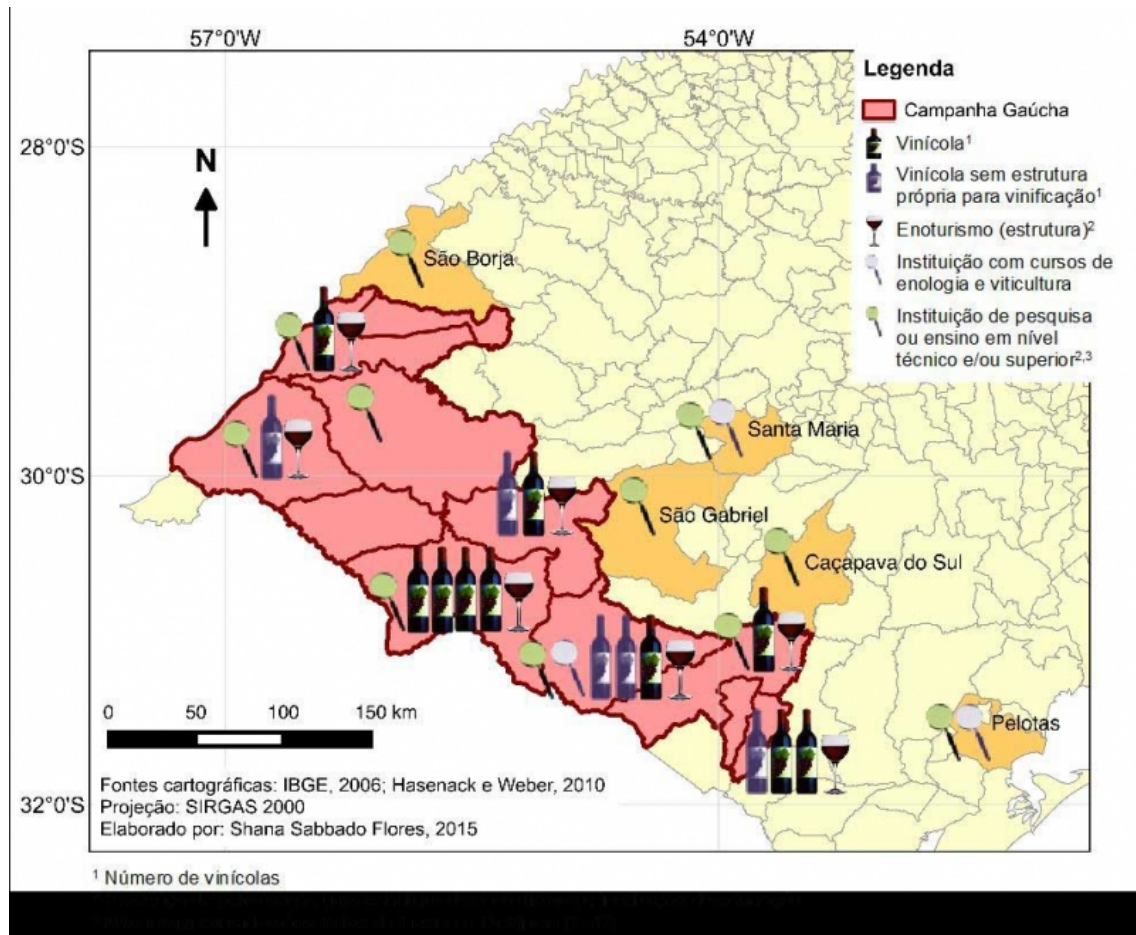 57°0'W
54°0'W
28°0'S
30°0'S
32°0'S
N
Legenda
Campanha Gaúcha
Vinícola¹
Vinícola sem estrutura
própria para vinificação¹
Enoturismo (estrutura)²
Instituição com cursos de
enologia e viticultura
Instituição de pesquisa
ou ensino em nível
técnico e/ou superior²,³
São Borja
Santa Maria
São Gabriel
Caçapava do Sul
Pelotas
0 50 100 150 km
Fontes cartográficas: IBGE, 2006; Hasenack e Weber, 2010
Projeção: SIRGAS 2000
Elaborado por: Shana Sabbado Flores, 2015
¹ Número de vinícolas